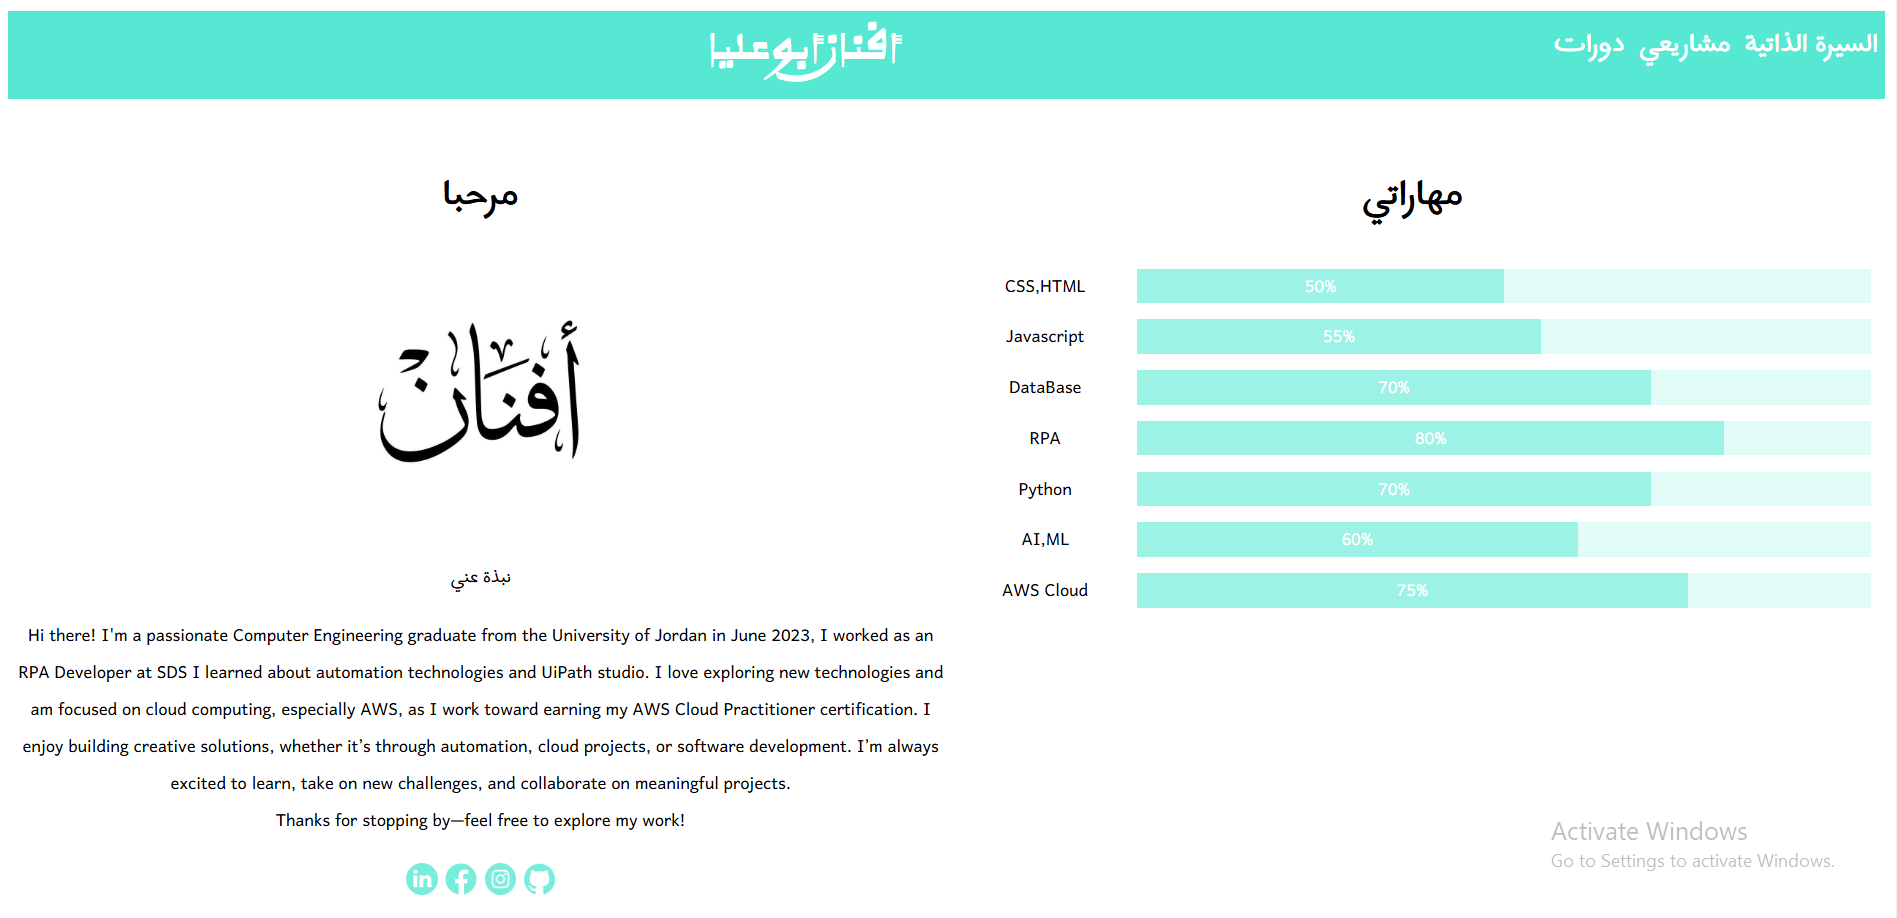 السيرة الذاتية مشاريعي دورات
افنان ابو عليا
مرحبا
أفنان
نبذة عني
Hi there! I'm a passionate Computer Engineering graduate from the University of Jordan in June 2023, I worked as an
RPA Developer at SDS I learned about automation technologies and UiPath studio. I love exploring new technologies and
am focused on cloud computing, especially AWS, as I work toward earning my AWS Cloud Practitioner certification. I
enjoy building creative solutions, whether it’s through automation, cloud projects, or software development. I’m always
excited to learn, take on new challenges, and collaborate on meaningful projects.
Thanks for stopping by—feel free to explore my work!
in
مهاراتي
CSS,HTML 50%
Javascript 55%
DataBase 70%
RPA 80%
Python 70%
AI,ML 60%
AWS Cloud 75%
Activate Windows
Go to Settings to activate Windows.